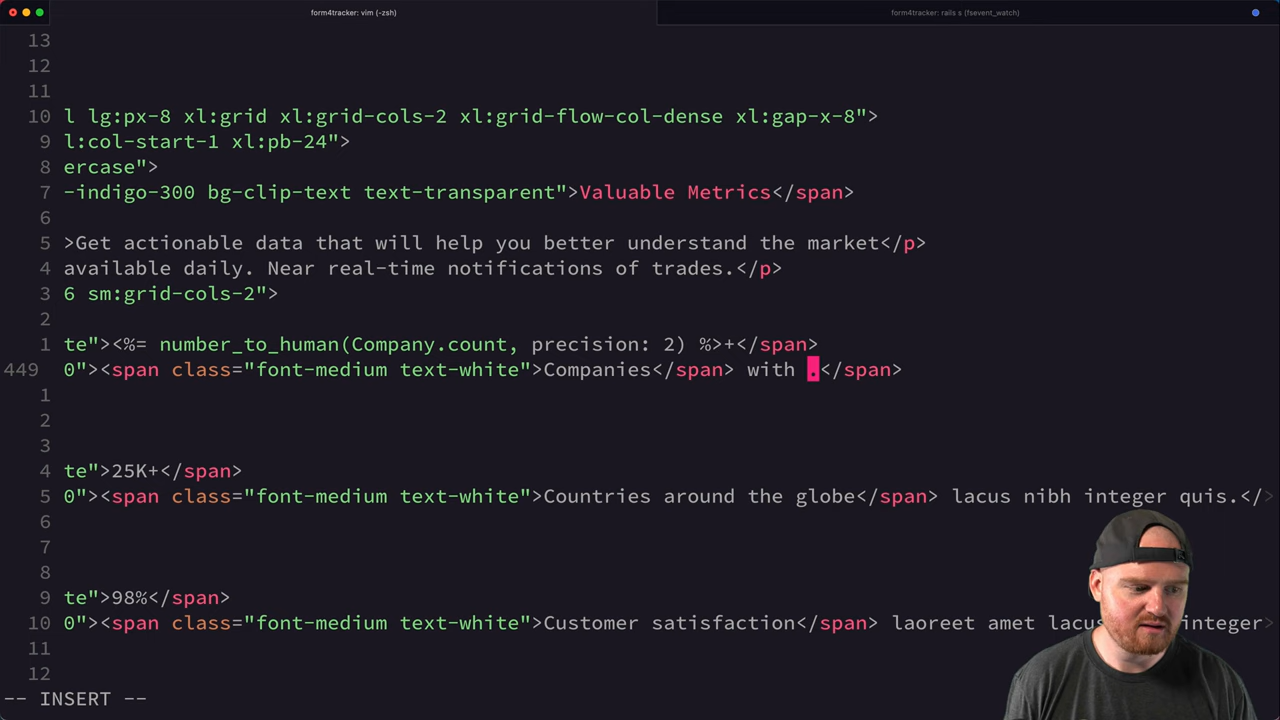 form4tracker: vim (-zsh)
form4tracker: rails s (fsevent_watch)
13
12
11
10 l lg:px-8 xl:grid xl:grid-cols-2 xl:grid-flow-col-dense xl:gap-x-8">
9 l:col-start-1 xl:pb-24">
8 ercase">
7 -indigo-300 bg-clip-text text-transparent">Valuable Metrics</span>
6
5 >Get actionable data that will help you better understand the market</p>
4 available daily. Near real-time notifications of trades.</p>
3 6 sm:grid-cols-2">
2
1 te"><%= number_to_human(Company.count, precision: 2) %>+</span>
449 0"><span class="font-medium text-white">Companies</span> with .</span>
1
2
3
4 te">25K+</span>
5 0"><span class="font-medium text-white">Countries around the globe</span> lacus nibh integer quis.</>
6
7
8
9 te">98%</span>
10 0"><span class="font-medium text-white">Customer satisfaction</span> laoreet amet lacus integer>
11
12
-- INSERT --